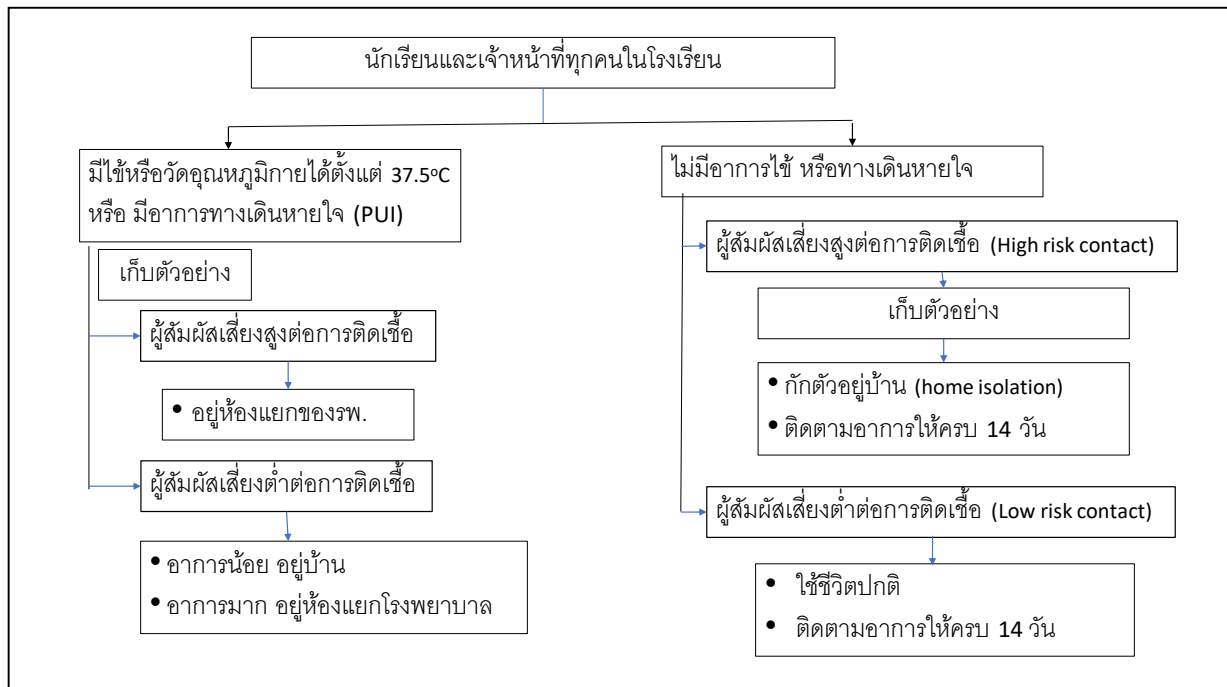 นักเรียนและเจ้าหน้าที่ทุกคนในโรงเรียน
มีไข้หรือวัดอุณหภูมิกายได้ตั้งแต่ 37.5°C
หรือ มีอาการทางเดินหายใจ (PUI)
เก็บตัวอย่าง
ผู้สัมผัสเสี่ยงสูงต่อการติดเชื้อ
• อยู่ห้องแยกของรพ.
ผู้สัมผัสเสี่ยงต่ำต่อการติดเชื้อ
• อาการน้อย อยู่บ้าน
• อาการมาก อยู่ห้องแยกโรงพยาบาล
ไม่มีอาการไข้ หรือทางเดินหายใจ
ผู้สัมผัสเสี่ยงสูงต่อการติดเชื้อ (High risk contact)
เก็บตัวอย่าง
• กักตัวอยู่บ้าน (home isolation)
• ติดตามอาการให้ครบ 14 วัน
ผู้สัมผัสเสี่ยงต่ำต่อการติดเชื้อ (Low risk contact)
• ใช้ชีวิตปกติ
• ติดตามอาการให้ครบ 14 วัน